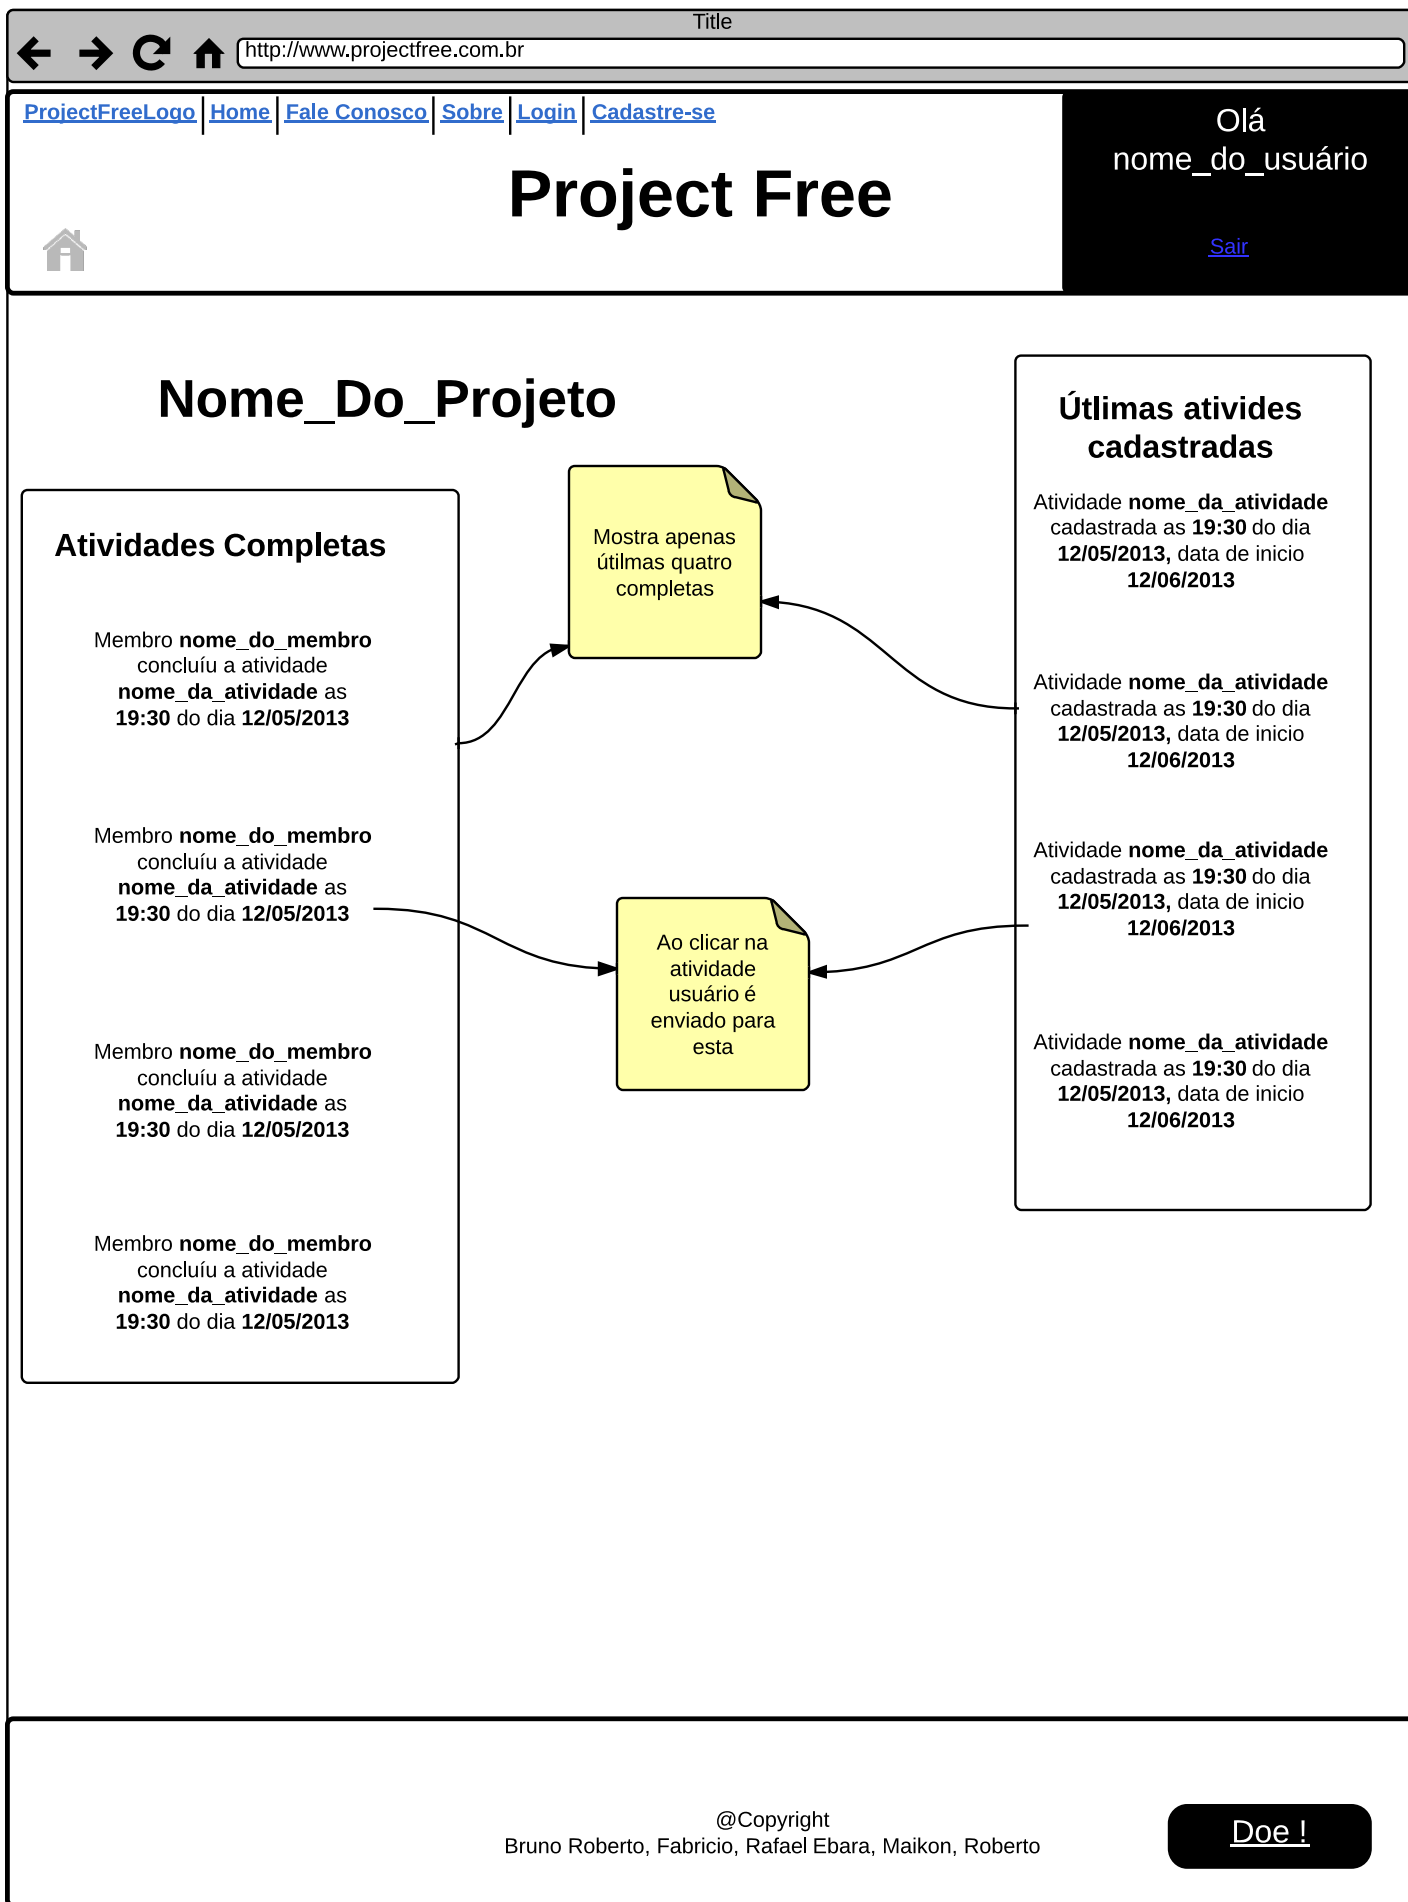 Title
http://www.projectfree.com.br
ProjectFreeLogo Home Fale Conosco Sobre Login Cadastre-se
Project Free
Olá
nome_do_usuário
Sair
Nome_Do_Projeto
Atividades Completas
Membro nome_do_membro
concluíu a atividade
nome_da_atividade as
19:30 do dia 12/05/2013
Membro nome_do_membro
concluíu a atividade
nome_da_atividade as
19:30 do dia 12/05/2013
Membro nome_do_membro
concluíu a atividade
nome_da_atividade as
19:30 do dia 12/05/2013
Membro nome_do_membro
concluíu a atividade
nome_da_atividade as
19:30 do dia 12/05/2013
Mostra apenas
útilmas quatro
completas
Ao clicar na
atividade
usuário é
enviado para
esta
Útlimas ativides
cadastradas
Atividade nome_da_atividade
cadastrada as 19:30 do dia
12/05/2013, data de inicio
12/06/2013
Atividade nome_da_atividade
cadastrada as 19:30 do dia
12/05/2013, data de inicio
12/06/2013
Atividade nome_da_atividade
cadastrada as 19:30 do dia
12/05/2013, data de inicio
12/06/2013
Atividade nome_da_atividade
cadastrada as 19:30 do dia
12/05/2013, data de inicio
12/06/2013
@Copyright
Bruno Roberto, Fabricio, Rafael Ebara, Maikon, Roberto
Doe !